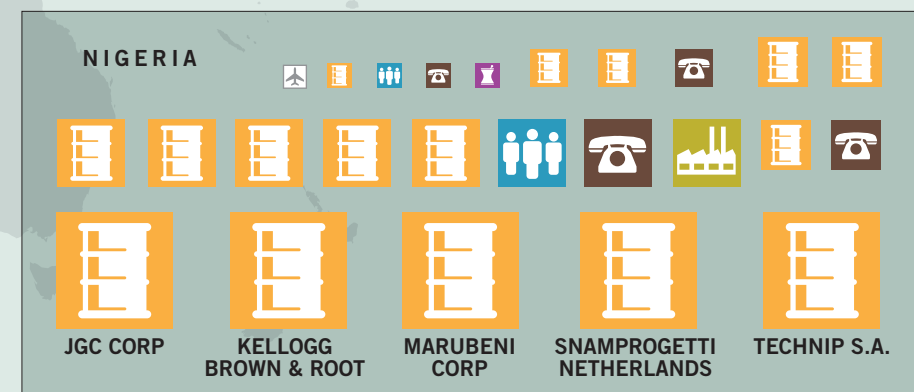 NIGERIA
JGC CORP
KELLOGG
BROWN & ROOT
MARUBENI
CORP
SNAMPROGETTI
NETHERLANDS
TECHNIP S.A.